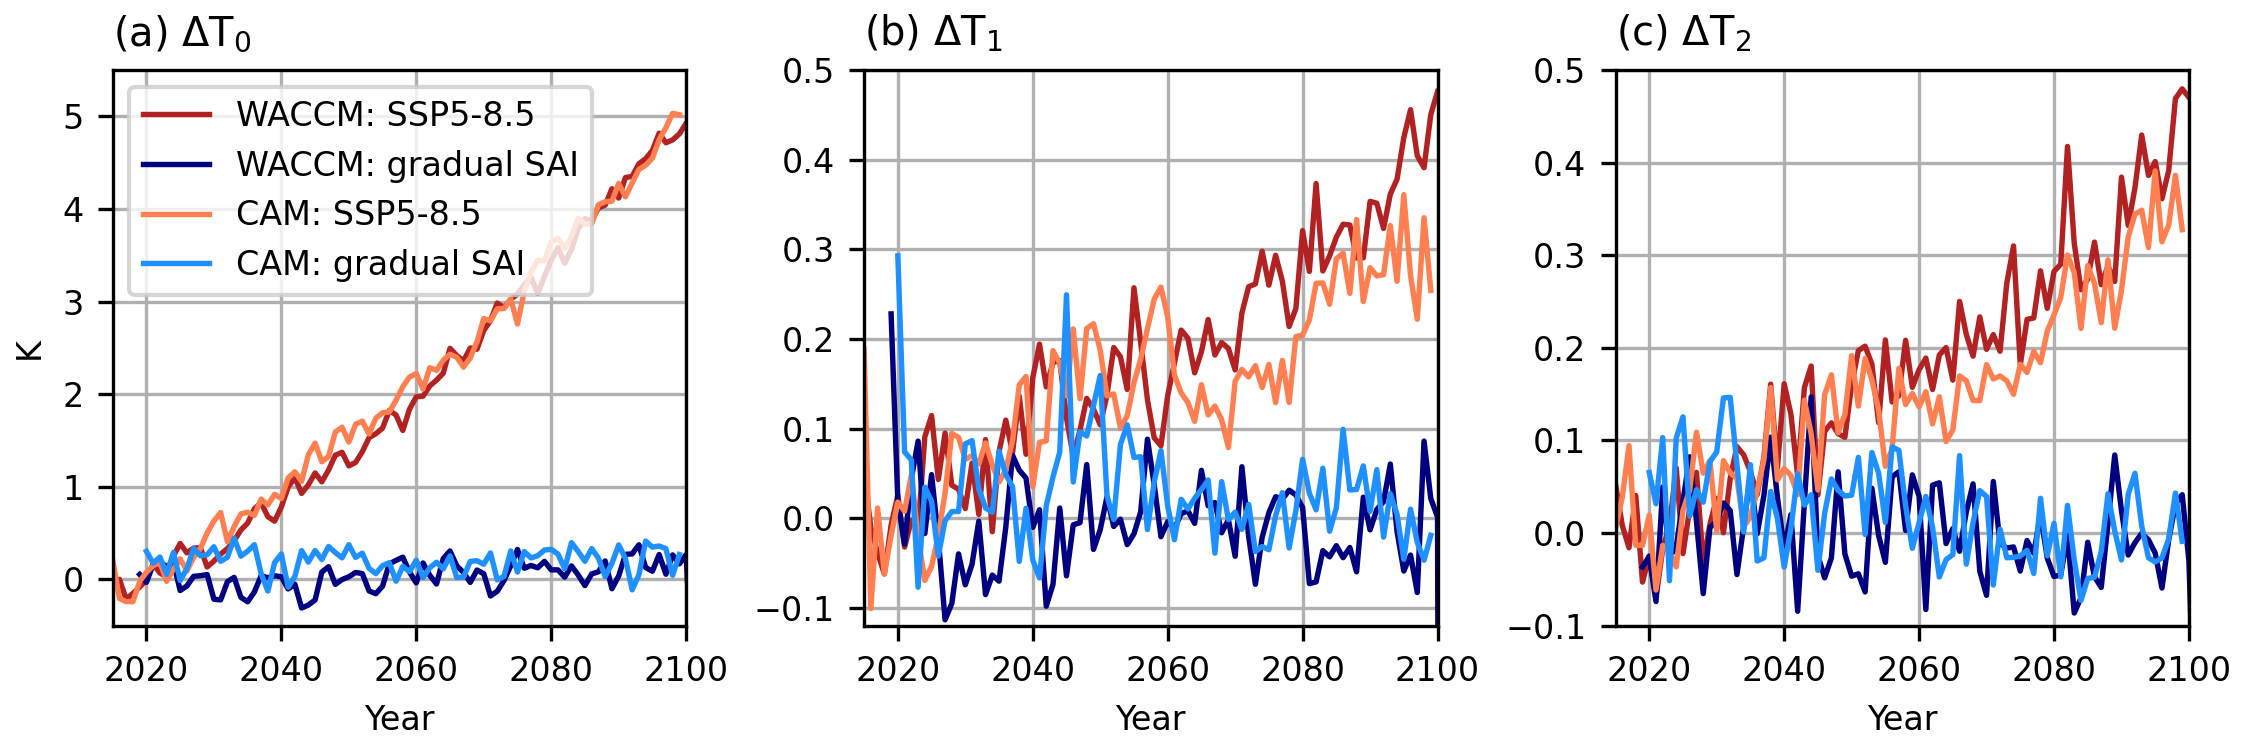 (a) ΔT₀
5
4
3
2
1
0
K
WACCM: SSP5-8.5
WACCM: gradual SAI
CAM: SSP5-8.5
CAM: gradual SAI
2020 2040 2060 2080 2100
Year
(b) ΔT₁
0.5
0.4
0.3
0.2
0.1
0.0
−0.1
2020 2040 2060 2080 2100
Year
(c) ΔT₂
0.5
0.4
0.3
0.2
0.1
0.0
−0.1
2020 2040 2060 2080 2100
Year